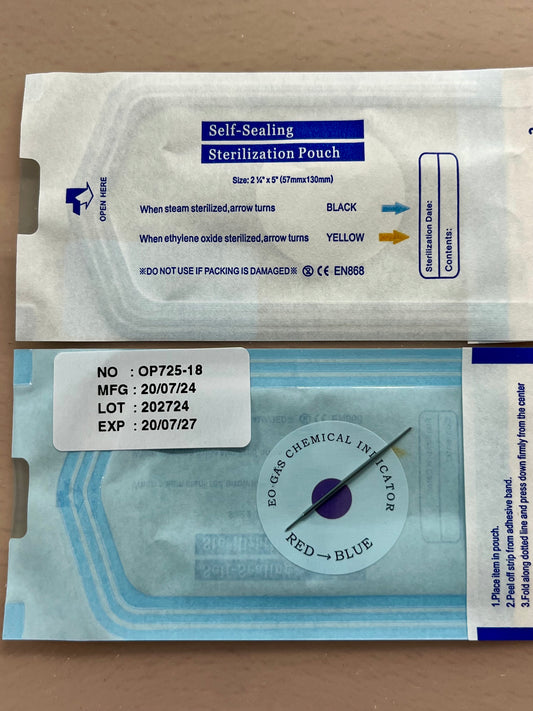 Self-Sealing
Sterilization Pouch
Size: 2 ¼" x 5" (57mmx130mm)
OPEN HERE
When steam sterilized,arrow turns BLACK
When ethylene oxide sterilized,arrow turns YELLOW
※DO NOT USE IF PACKING IS DAMAGED※ CE EN868
Sterilization Date:
Contents:
NO : OP725-18
MFG : 20/07/24
LOT : 202724
EXP : 20/07/27
EO·GAS CHEMICAL INDICATOR
RED→BLUE
1.Place item in pouch.
2.Peel off strip from adhesive band.
3.Fold along dotted line and press down firmly from the center